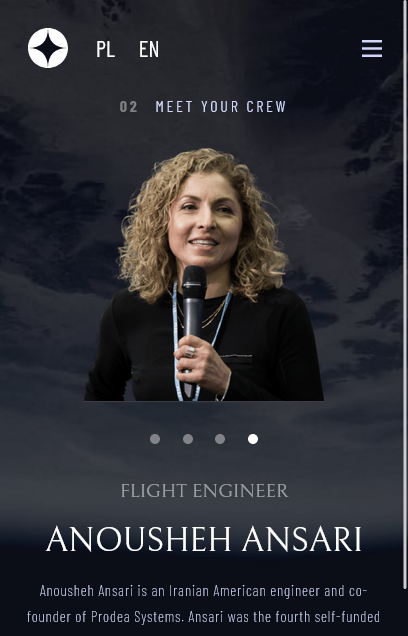 PL EN
02 MEET YOUR CREW
FLIGHT ENGINEER
ANOUSHEH ANSARI
Anousheh Ansari is an Iranian American engineer and co-
founder of Prodea Systems. Ansari was the fourth self-funded